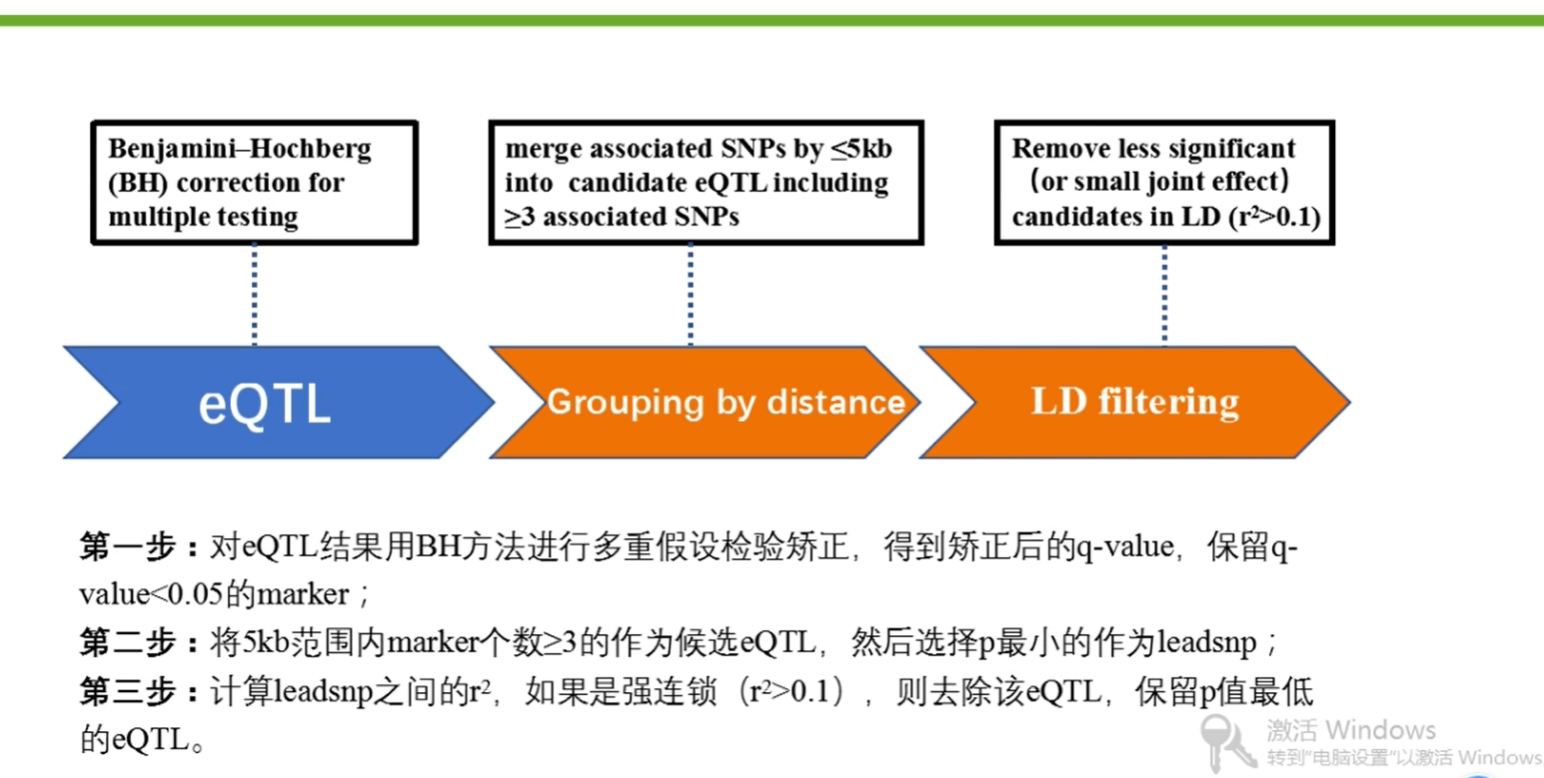 Benjamini–Hochberg
(BH) correction for
multiple testing
merge associated SNPs by ≤5kb
into candidate eQTL including
≥3 associated SNPs
Remove less significant
（or small joint effect）
candidates in LD (r²>0.1)
eQTL
Grouping by distance
LD filtering
第一步：对eQTL结果用BH方法进行多重假设检验矫正，得到矫正后的q-value，保留q-
value<0.05的marker；
第二步：将5kb范围内marker个数≥3的作为候选eQTL，然后选择p最小的作为leadsnp；
第三步：计算leadsnp之间的r²，如果是强连锁（r²>0.1），则去除该eQTL，保留p值最低
的eQTL。
激活 Windows
转到"电脑设置"以激活 Windows